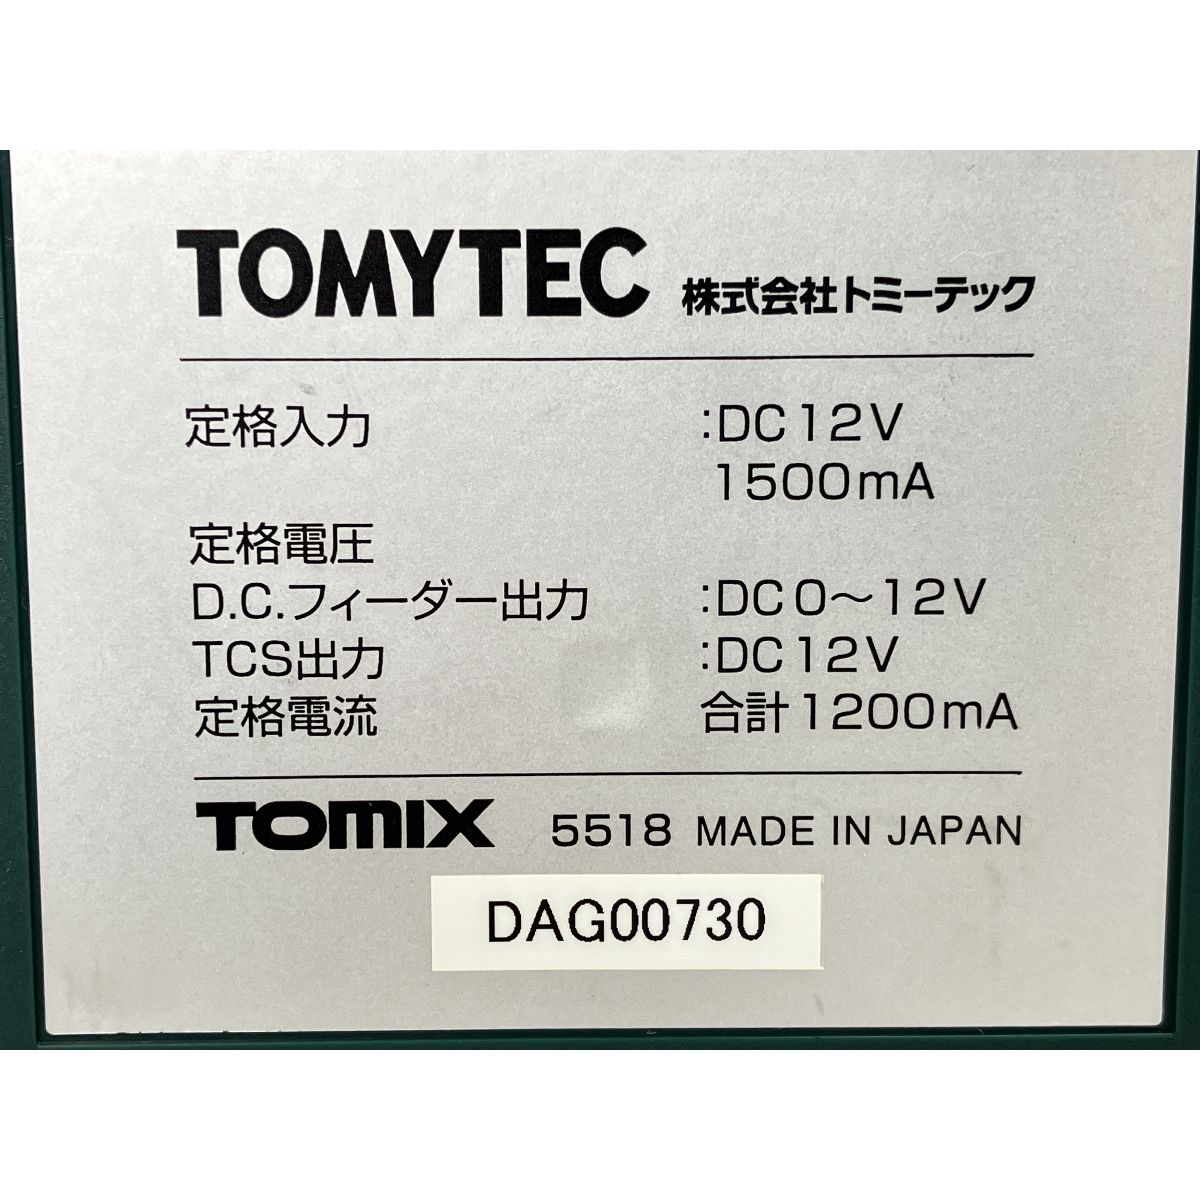 TOMYTEC 株式会社トミーテック
定格入力 :DC12V
1500mA
定格電圧
D.C.フィーダー出力 :DC0～12V
TCS出力 :DC12V
定格電流 合計1200mA
TOMIX 5518 MADE IN JAPAN
DAG00730